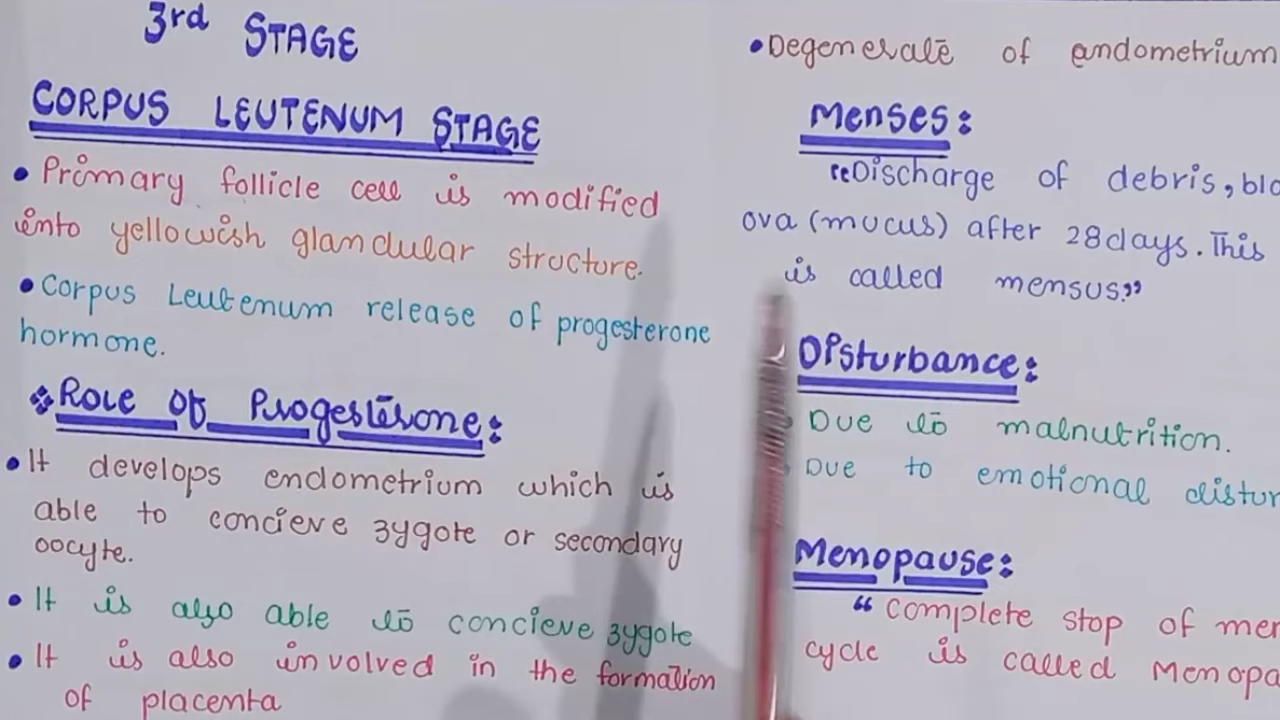 3rd STAGE
CORPUS LEUTENUM STAGE
• Primary follicle cell is modified
into yellowish glandular structure.
• Corpus Leutenum release of progesterone
hormone.
❖ Role of Progesterone:
• It develops endometrium which is
able to concieve zygote or secondary
oocyte.
• It is also able to concieve zygote
• It is also involved in the formation
of placenta
• Degenerate of endometrium
Menses:
"Discharge of debris,
ova (mucus) after 28days. This
is called mensus."
Disturbance:
Due to malnutrition.
Due to emotional
Menopause:
"Complete stop of
cycle is called